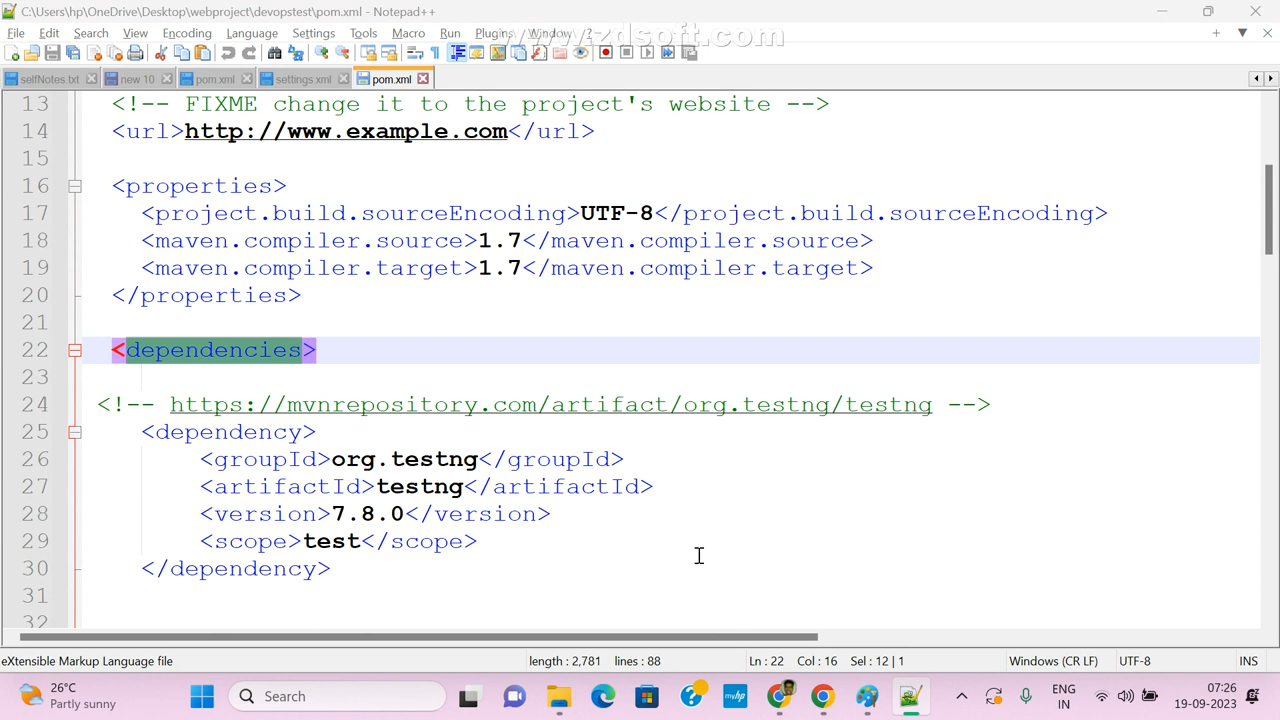 C:\Users\hp\OneDrive\Desktop\webproject\devopstest\pom.xml - Notepad++
File Edit Search View Encoding Language Settings Tools Macro Run Plugins Window ?
www.zdsoft.com
selfNotes.txt new 10 pom.xml settings.xml pom.xml
13 <!-- FIXME change it to the project's website -->
14 <url>http://www.example.com</url>
15
16 <properties>
17 <project.build.sourceEncoding>UTF-8</project.build.sourceEncoding>
18 <maven.compiler.source>1.7</maven.compiler.source>
19 <maven.compiler.target>1.7</maven.compiler.target>
20 </properties>
21
22 <dependencies>
23
24 <!-- https://mvnrepository.com/artifact/org.testng/testng -->
25 <dependency>
26 <groupId>org.testng</groupId>
27 <artifactId>testng</artifactId>
28 <version>7.8.0</version>
29 <scope>test</scope>
30 </dependency>
31
32
eXtensible Markup Language file length : 2,781 lines : 88 Ln : 22 Col : 16 Sel : 12 | 1 Windows (CR LF) UTF-8 INS
26°C
Partly sunny
Search
myhp
ENG
IN
07:26
19-09-2023